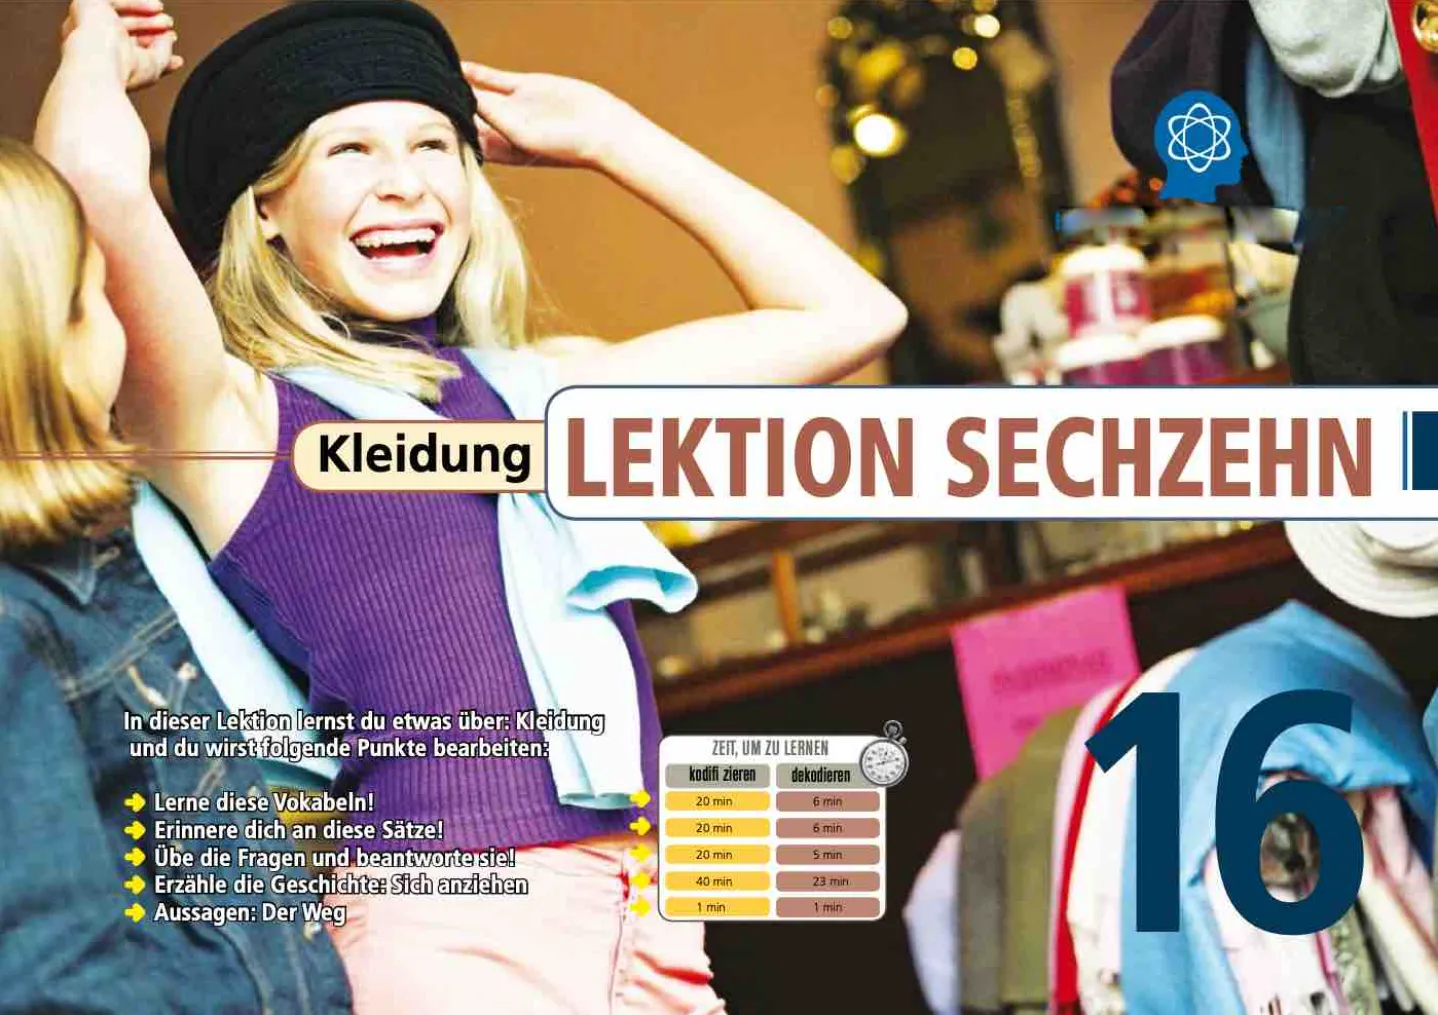 Kleidung
LEKTION SECHZEHN
In dieser Lektion lernst du etwas über: Kleidung
und du wirst folgende Punkte bearbeiten:
Lerne diese Vokabeln!
Erinnere dich an diese Sätze!
Übe die Fragen und beantworte sie!
Erzähle die Geschichte: Sich anziehen
Aussagen: Der Weg
ZEIT, UM ZU LERNEN
kodifi zieren dekodieren
20 min 6 min
20 min 6 min
20 min 5 min
40 min 23 min
1 min 1 min
16